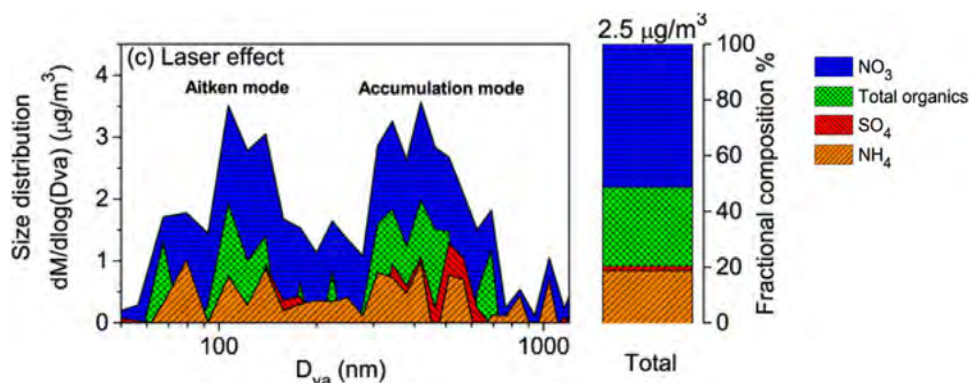 2.5 μg/m³
(c) Laser effect
Aitken mode
Accumulation mode
Size distribution
dM/dlog(Dva) (μg/m³)
4
3
2
1
0
100
1000
D_va (nm)
100
80
60
40
20
0
Fractional composition %
Total
NO₃
Total organics
SO₄
NH₄